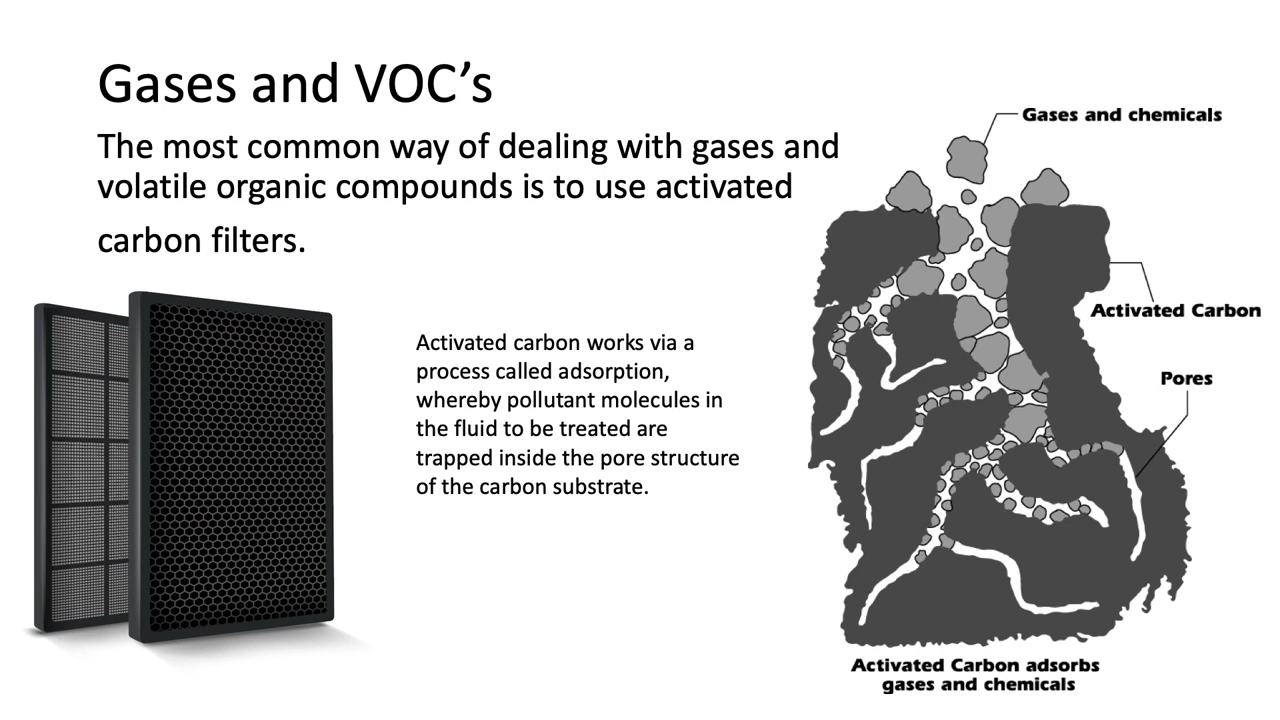 Gases and VOC’s
The most common way of dealing with gases and
volatile organic compounds is to use activated
carbon filters.
Activated carbon works via a
process called adsorption,
whereby pollutant molecules in
the fluid to be treated are
trapped inside the pore structure
of the carbon substrate.
Gases and chemicals
Activated Carbon
Pores
Activated Carbon adsorbs
gases and chemicals